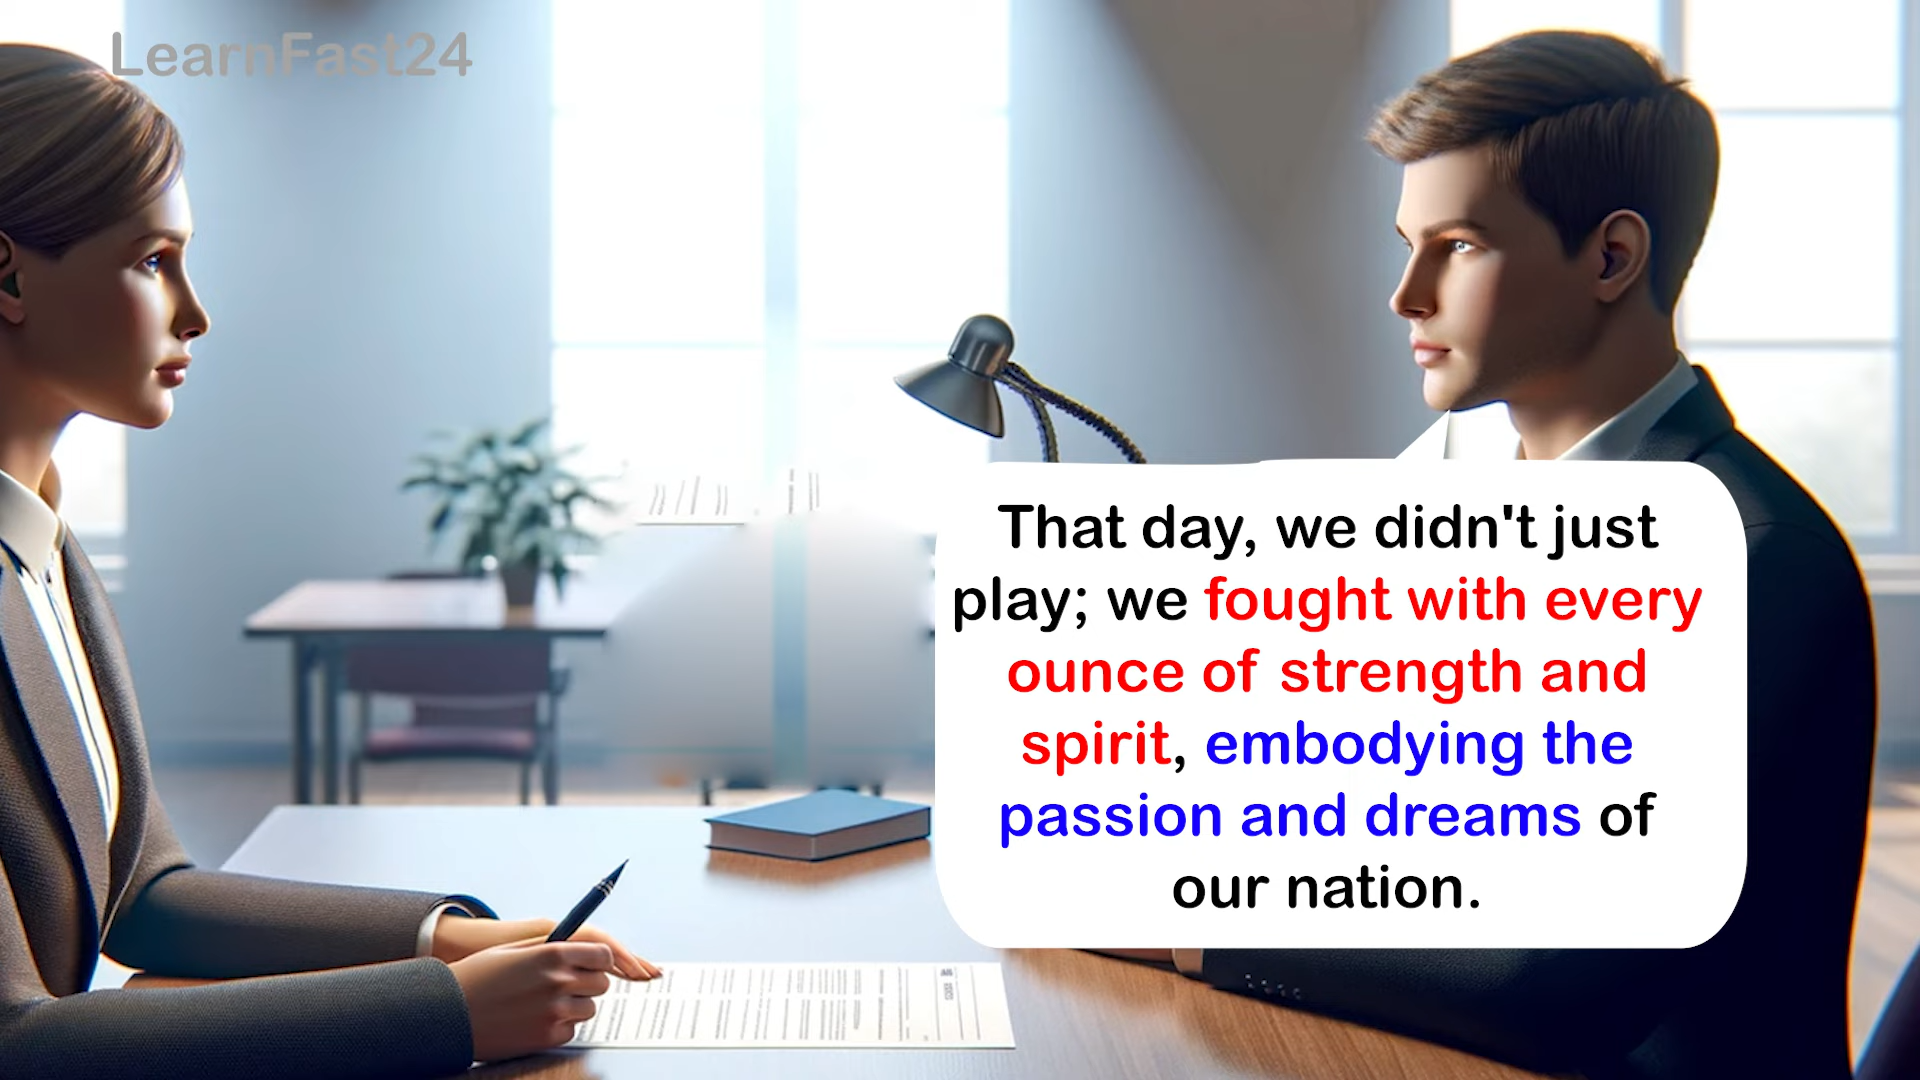 LearnFast24
That day, we didn't just
play; we fought with every
ounce of strength and
spirit, embodying the
passion and dreams of
our nation.